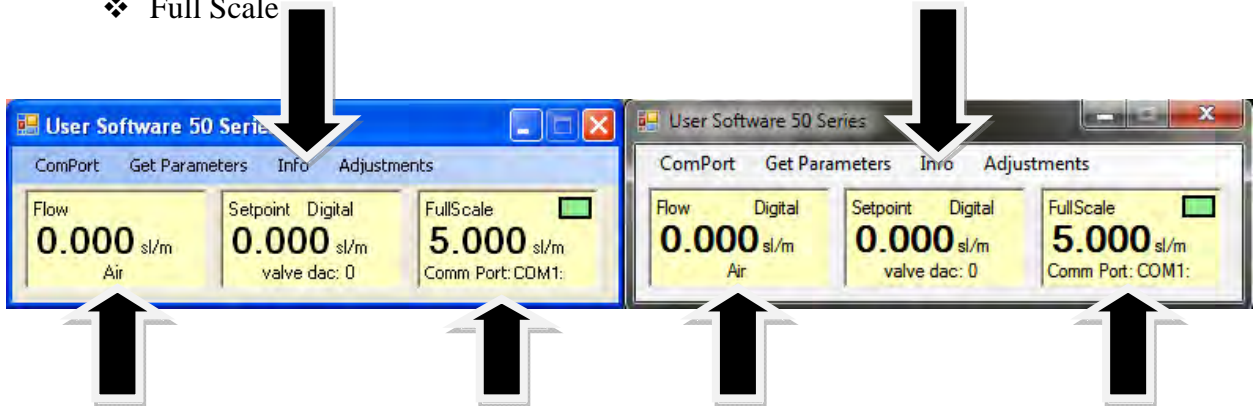 ❖ Full Scale
User Software 50 Serie
ComPort Get Parameters Info Adjustments
Flow Setpoint Digital FullScale
0.000 sl/m 0.000 sl/m 5.000 sl/m
Air valve dac: 0 Comm Port: COM1:
User Software 50 Series
ComPort Get Parameters Info Adjustments
Flow Digital Setpoint Digital FullScale
0.000 sl/m 0.000 sl/m 5.000 sl/m
Air valve dac: 0 Comm Port: COM1: